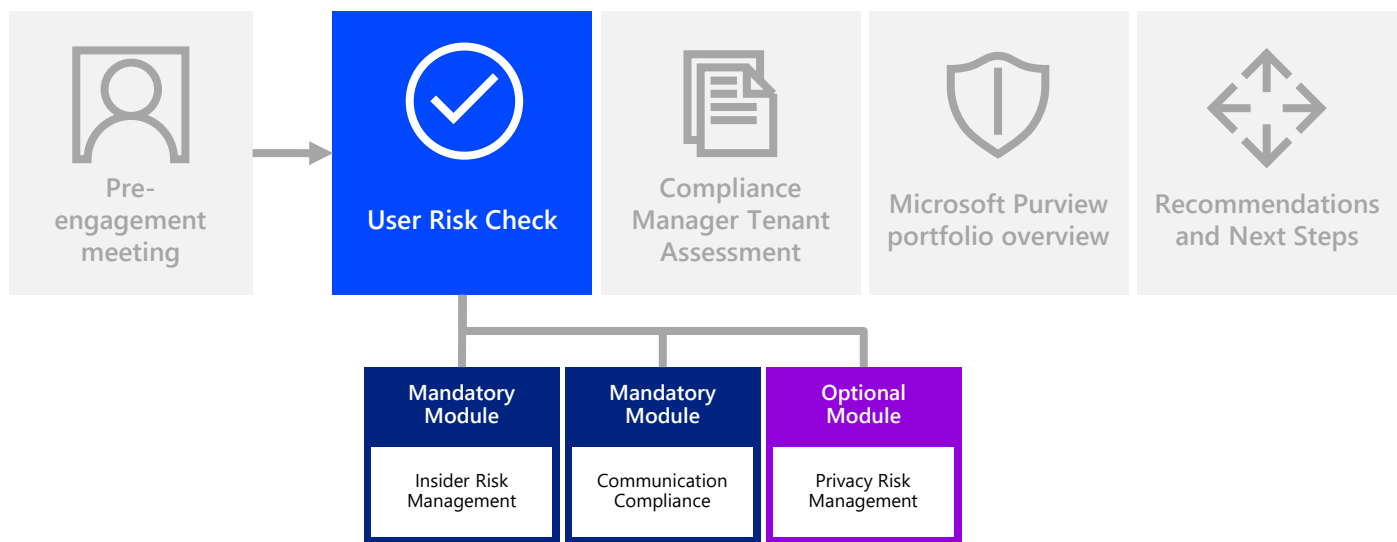 Pre-
engagement
meeting
User Risk Check
Compliance
Manager Tenant
Assessment
Microsoft Purview
portfolio overview
Recommendations
and Next Steps
Mandatory
Module
Insider Risk
Management
Mandatory
Module
Communication
Compliance
Optional
Module
Privacy Risk
Management